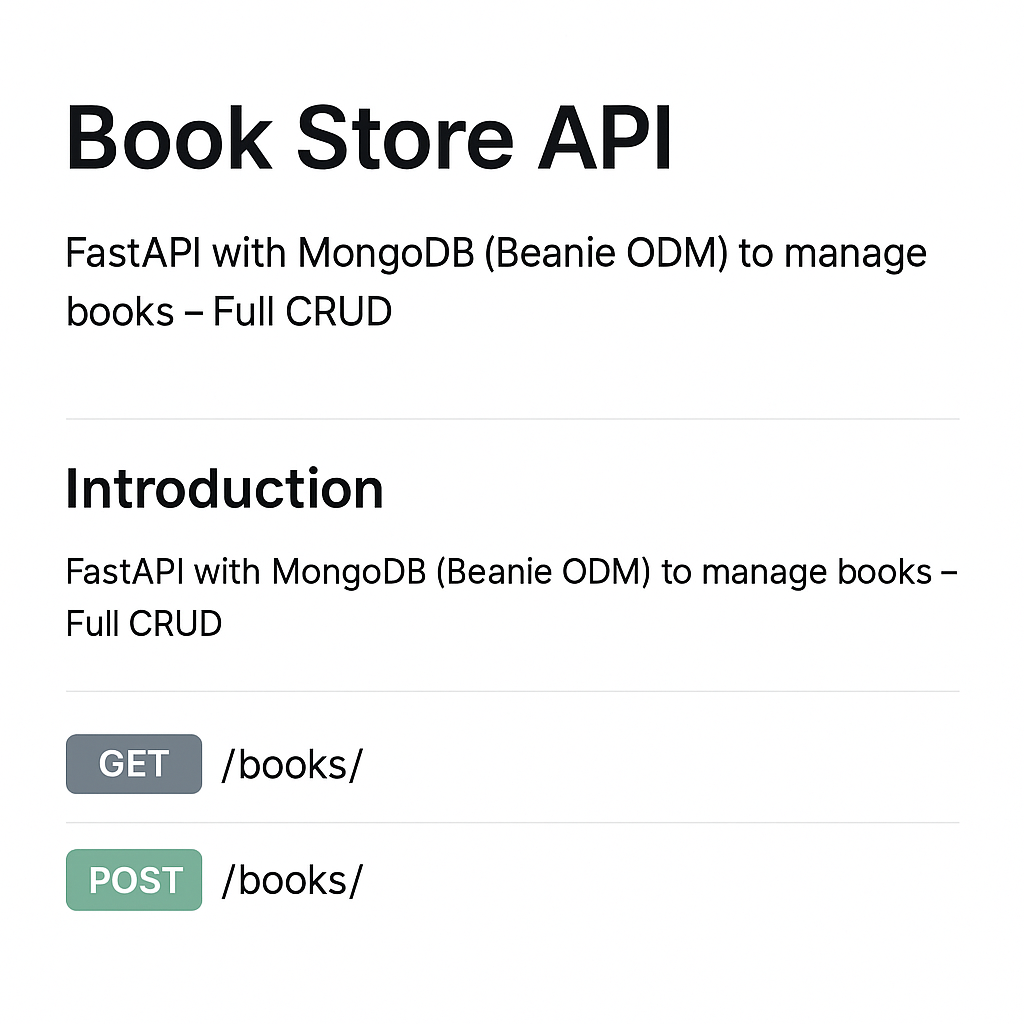 Book Store API
FastAPI with MongoDB (Beanie ODM) to manage
books – Full CRUD
Introduction
FastAPI with MongoDB (Beanie ODM) to manage books –
Full CRUD
GET /books/
POST /books/